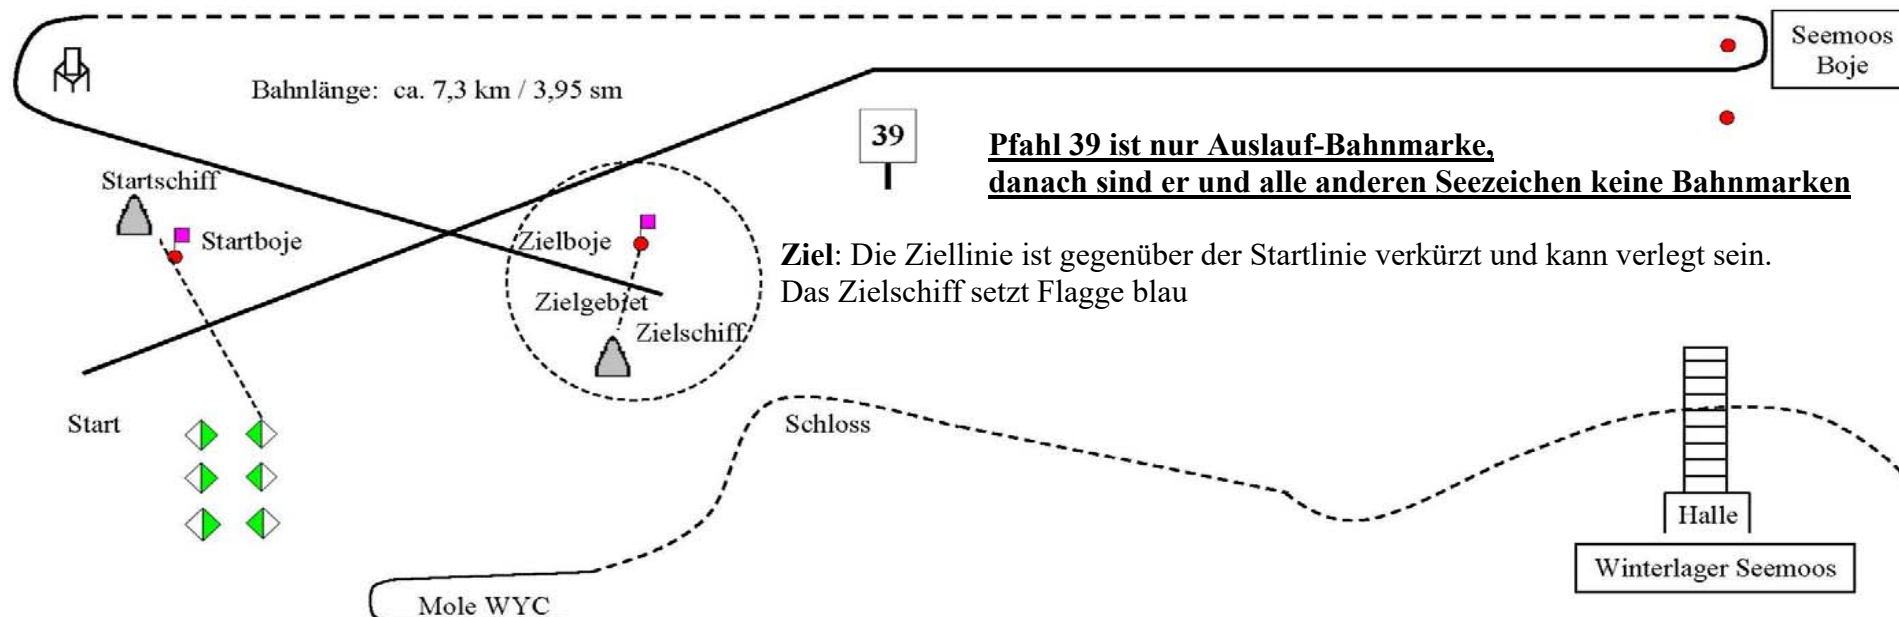 Seemoos
Boje
Bahnlänge: ca. 7,3 km / 3,95 sm
39
Pfahl 39 ist nur Auslauf-Bahnmarke,
danach sind er und alle anderen Seezeichen keine Bahnmarken
Startschiff
Startboje
Zielboje
Ziel: Die Ziellinie ist gegenüber der Startlinie verkürzt und kann verlegt sein.
Das Zielschiff setzt Flagge blau
Zielgebiet
Zielschiff
Start
Schloss
Halle
Winterlager Seemoos
Mole WYC